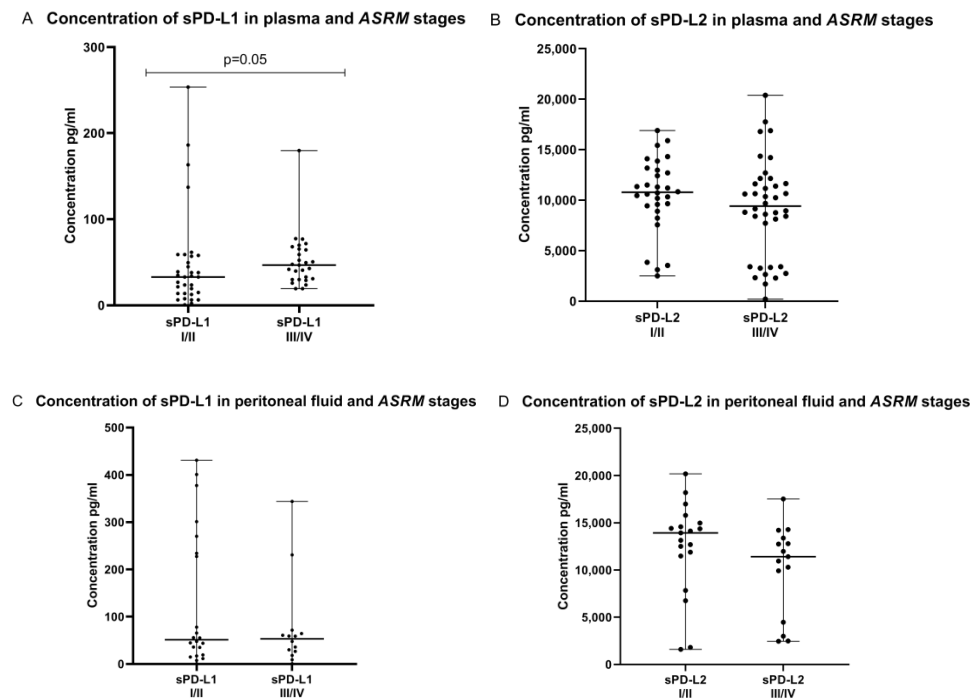 A Concentration of sPD-L1 in plasma and ASRM stages
300
200
100
0
Concentration pg/ml
p=0.05
sPD-L1
I/II
sPD-L1
III/IV
B Concentration of sPD-L2 in plasma and ASRM stages
25,000
20,000
15,000
10,000
5,000
0
Concentration pg/ml
sPD-L2
I/II
sPD-L2
III/IV
C Concentration of sPD-L1 in peritoneal fluid and ASRM stages
500
400
300
200
100
0
Concentration pg/ml
sPD-L1
I/II
sPD-L1
III/IV
D Concentration of sPD-L2 in peritoneal fluid and ASRM stages
25,000
20,000
15,000
10,000
5,000
0
Concentration pg/ml
sPD-L2
I/II
sPD-L2
III/IV